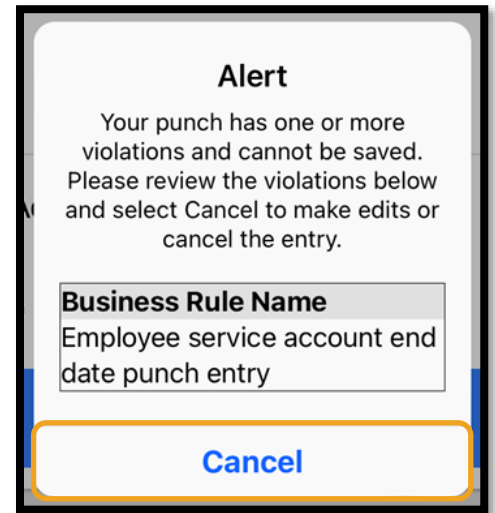 Alert
Your punch has one or more
violations and cannot be saved.
Please review the violations below
and select Cancel to make edits or
cancel the entry.
Business Rule Name
Employee service account end
date punch entry
Cancel